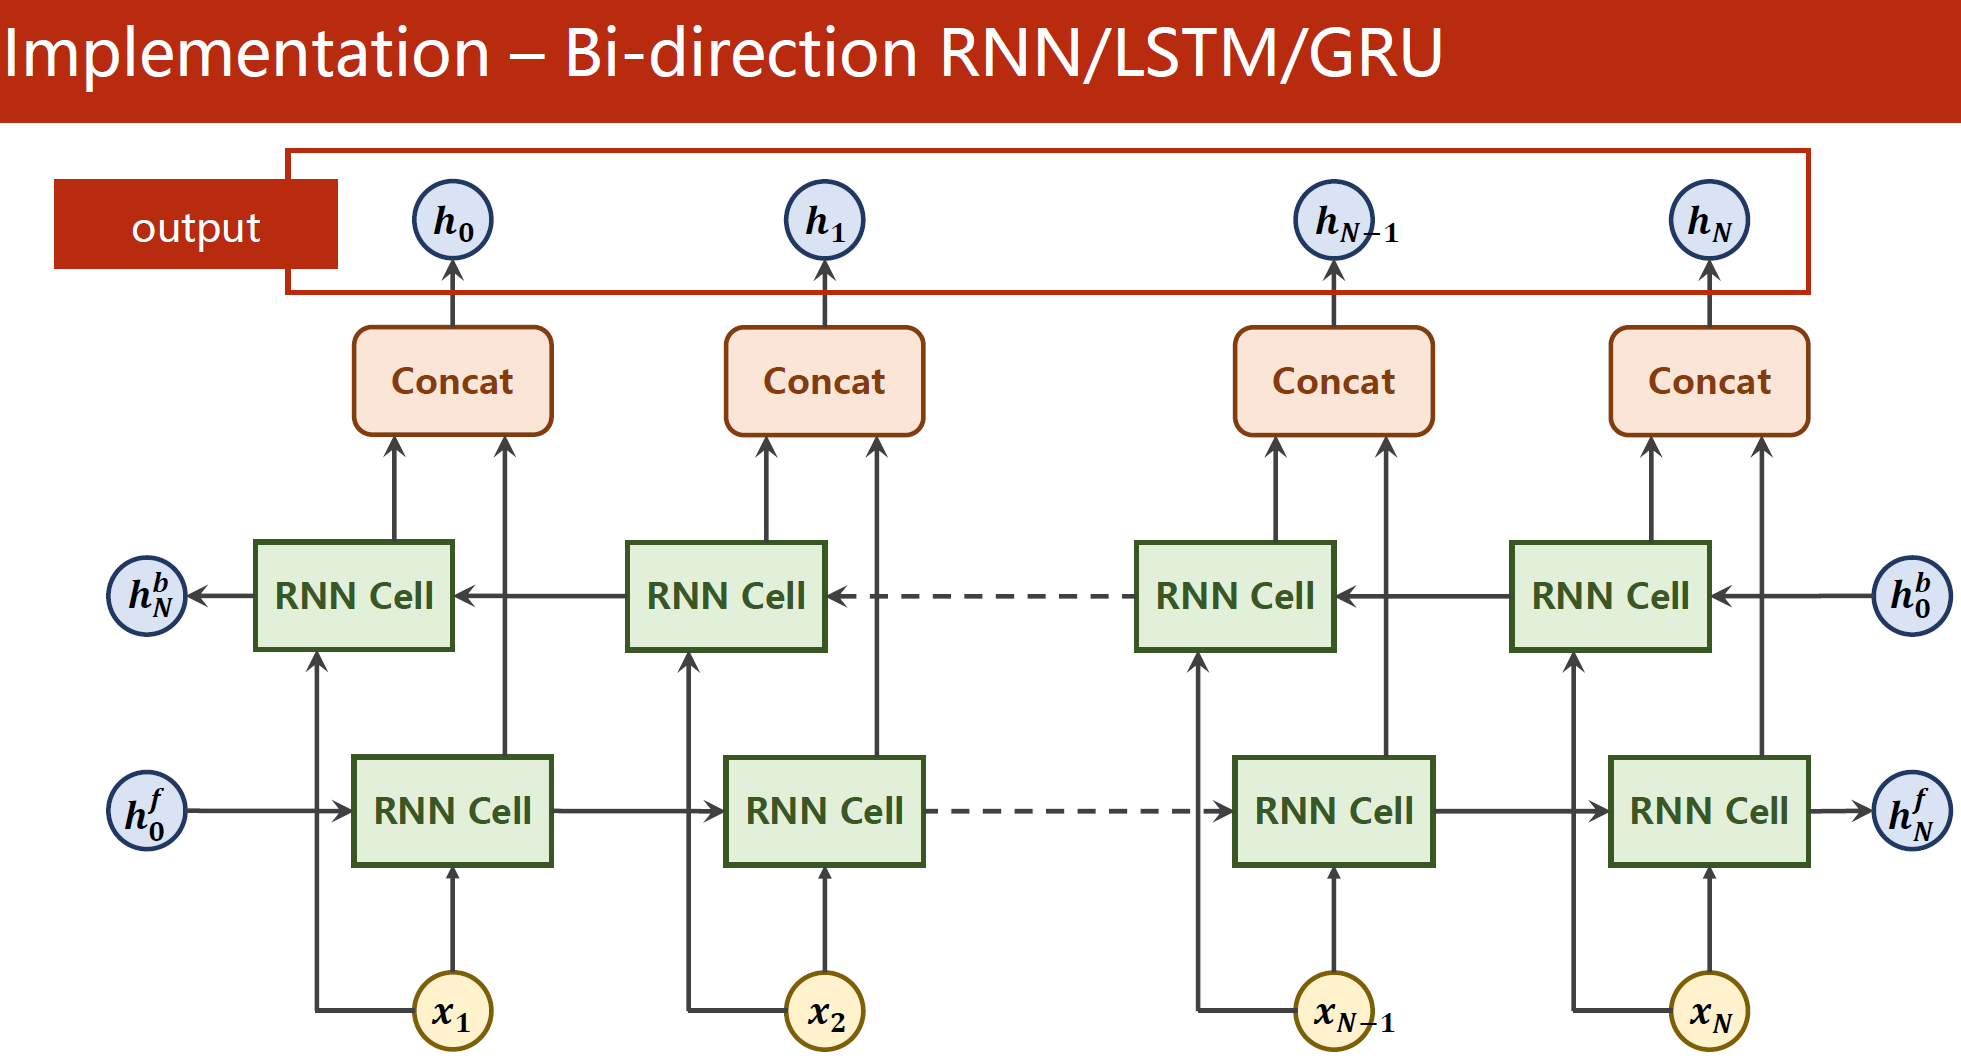 Implementation – Bi-direction RNN/LSTM/GRU
output
h_0 h_1 h_{N-1} h_N
Concat Concat Concat Concat
h_N^b RNN Cell RNN Cell RNN Cell RNN Cell h_0^b
h_0^f RNN Cell RNN Cell RNN Cell RNN Cell h_N^f
x_1 x_2 x_{N-1} x_N